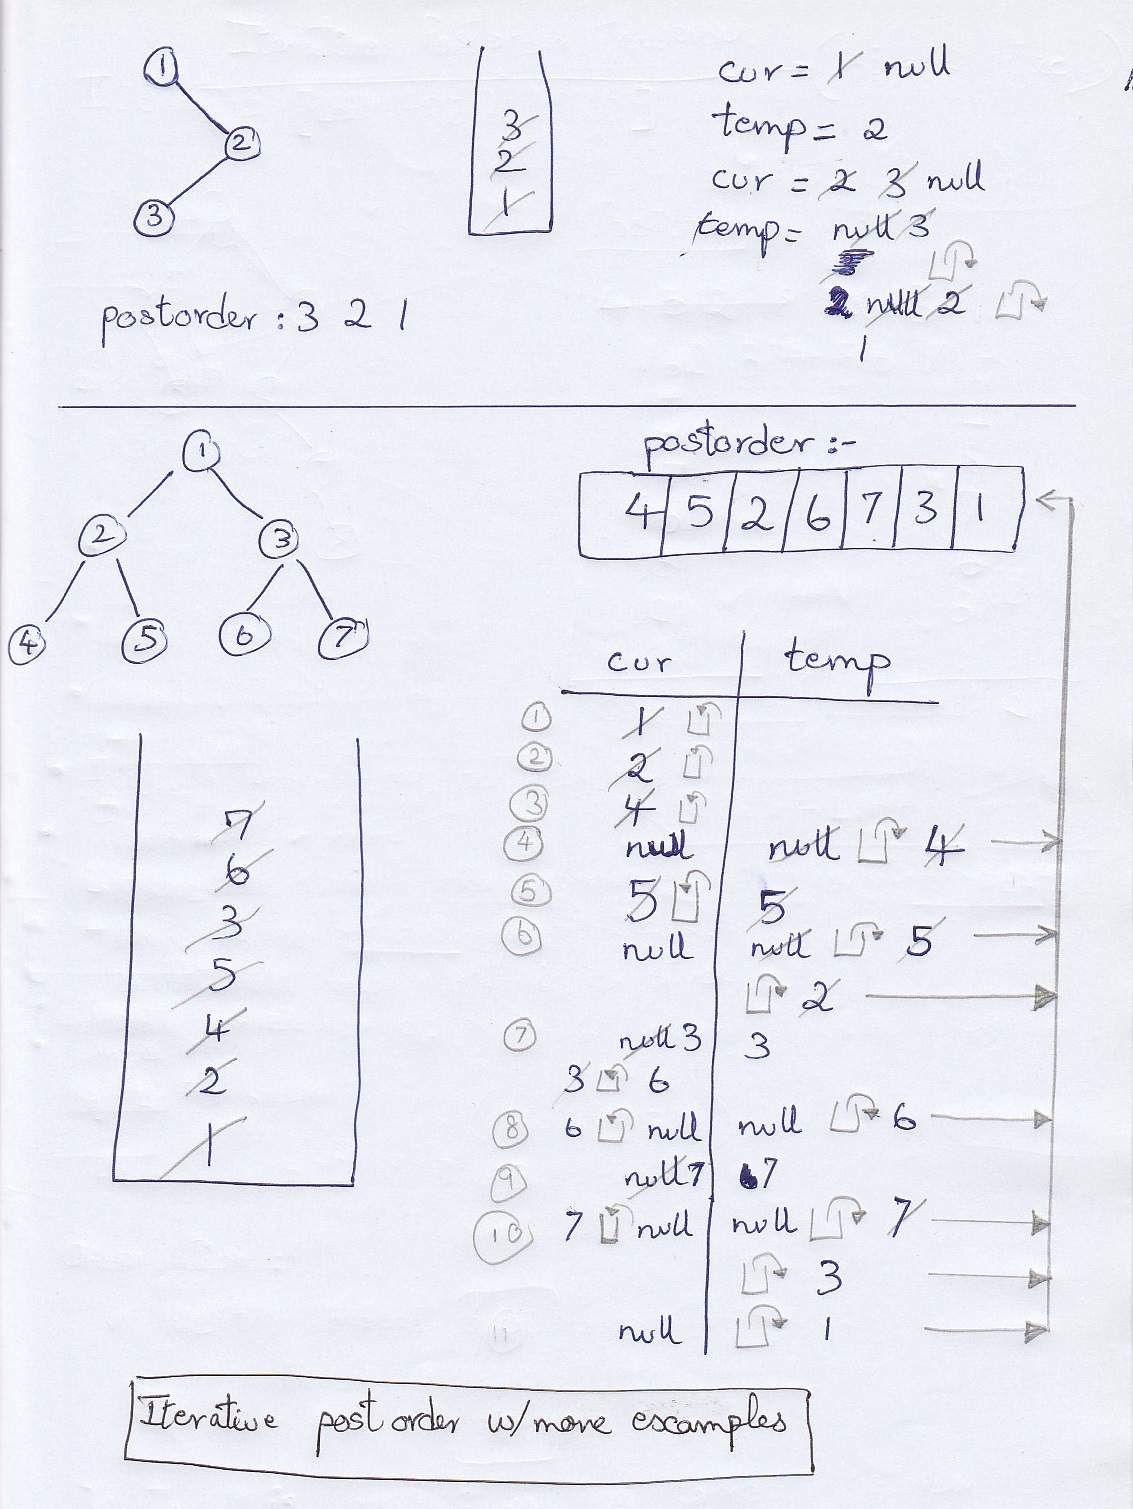 1
2
3
3
2
1
cur = 1 null
temp = 2
cur = 2 3 null
temp = null 3
2 null 2
1
postorder : 3 2 1
postorder :-
4 5 2 6 7 3 1
1
2 3
4 5 6 7
7
6
3
5
4
2
1
cur temp
① 1
② 2
③ 4
④ null null 4
⑤ 5 5
⑥ null null 5
2
⑦ null 3 3
3 6
⑧ 6 null null 6
⑨ null 7 7
⑩ 7 null null 7
3
11 null 1
Iterative postorder w/more escamples